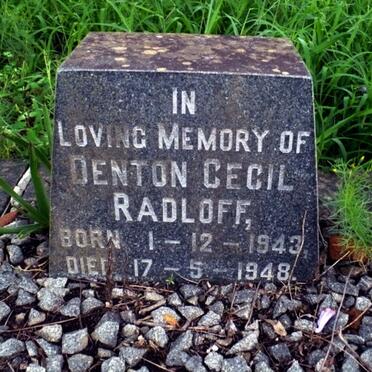 IN
LOVING MEMORY OF
DENTON CECIL
RADLOFF,
BORN 1-12-1943
DIED 17-5-1948